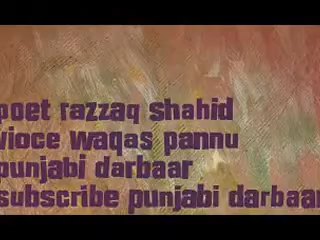 poet razzaq shahid
vioce waqas pannu
punjabi darbaar
subscribe punjabi darbaar